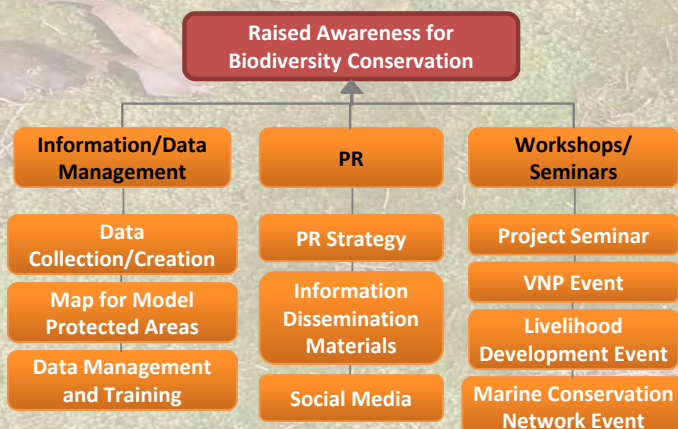 Raised Awareness for
Biodiversity Conservation
Information/Data
Management
PR
Workshops/
Seminars
Data
Collection/Creation
Map for Model
Protected Areas
Data Management
and Training
PR Strategy
Information
Dissemination
Materials
Social Media
Project Seminar
VNP Event
Livelihood
Development Event
Marine Conservation
Network Event